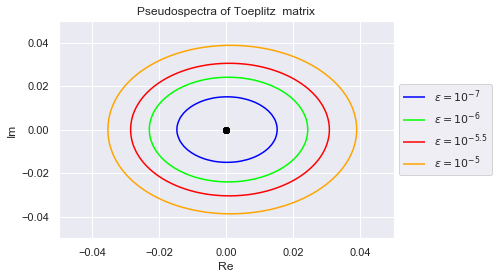 Pseudospectra of Toeplitz  matrix
Im
0.04
0.02
0.00
−0.02
−0.04
−0.04 −0.02 0.00 0.02 0.04
Re
ε = 10⁻⁷
ε = 10⁻⁶
ε = 10⁻⁵·⁵
ε = 10⁻⁵